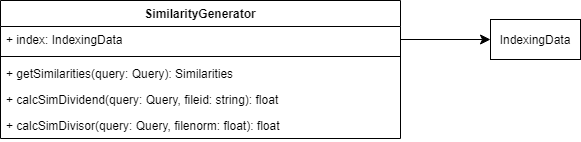 SimilarityGenerator
+ index: IndexingData
IndexingData
+ getSimilarities(query: Query): Similarities
+ calcSimDividend(query: Query, fileid: string): float
+ calcSimDivisor(query: Query, filenorm: float): float